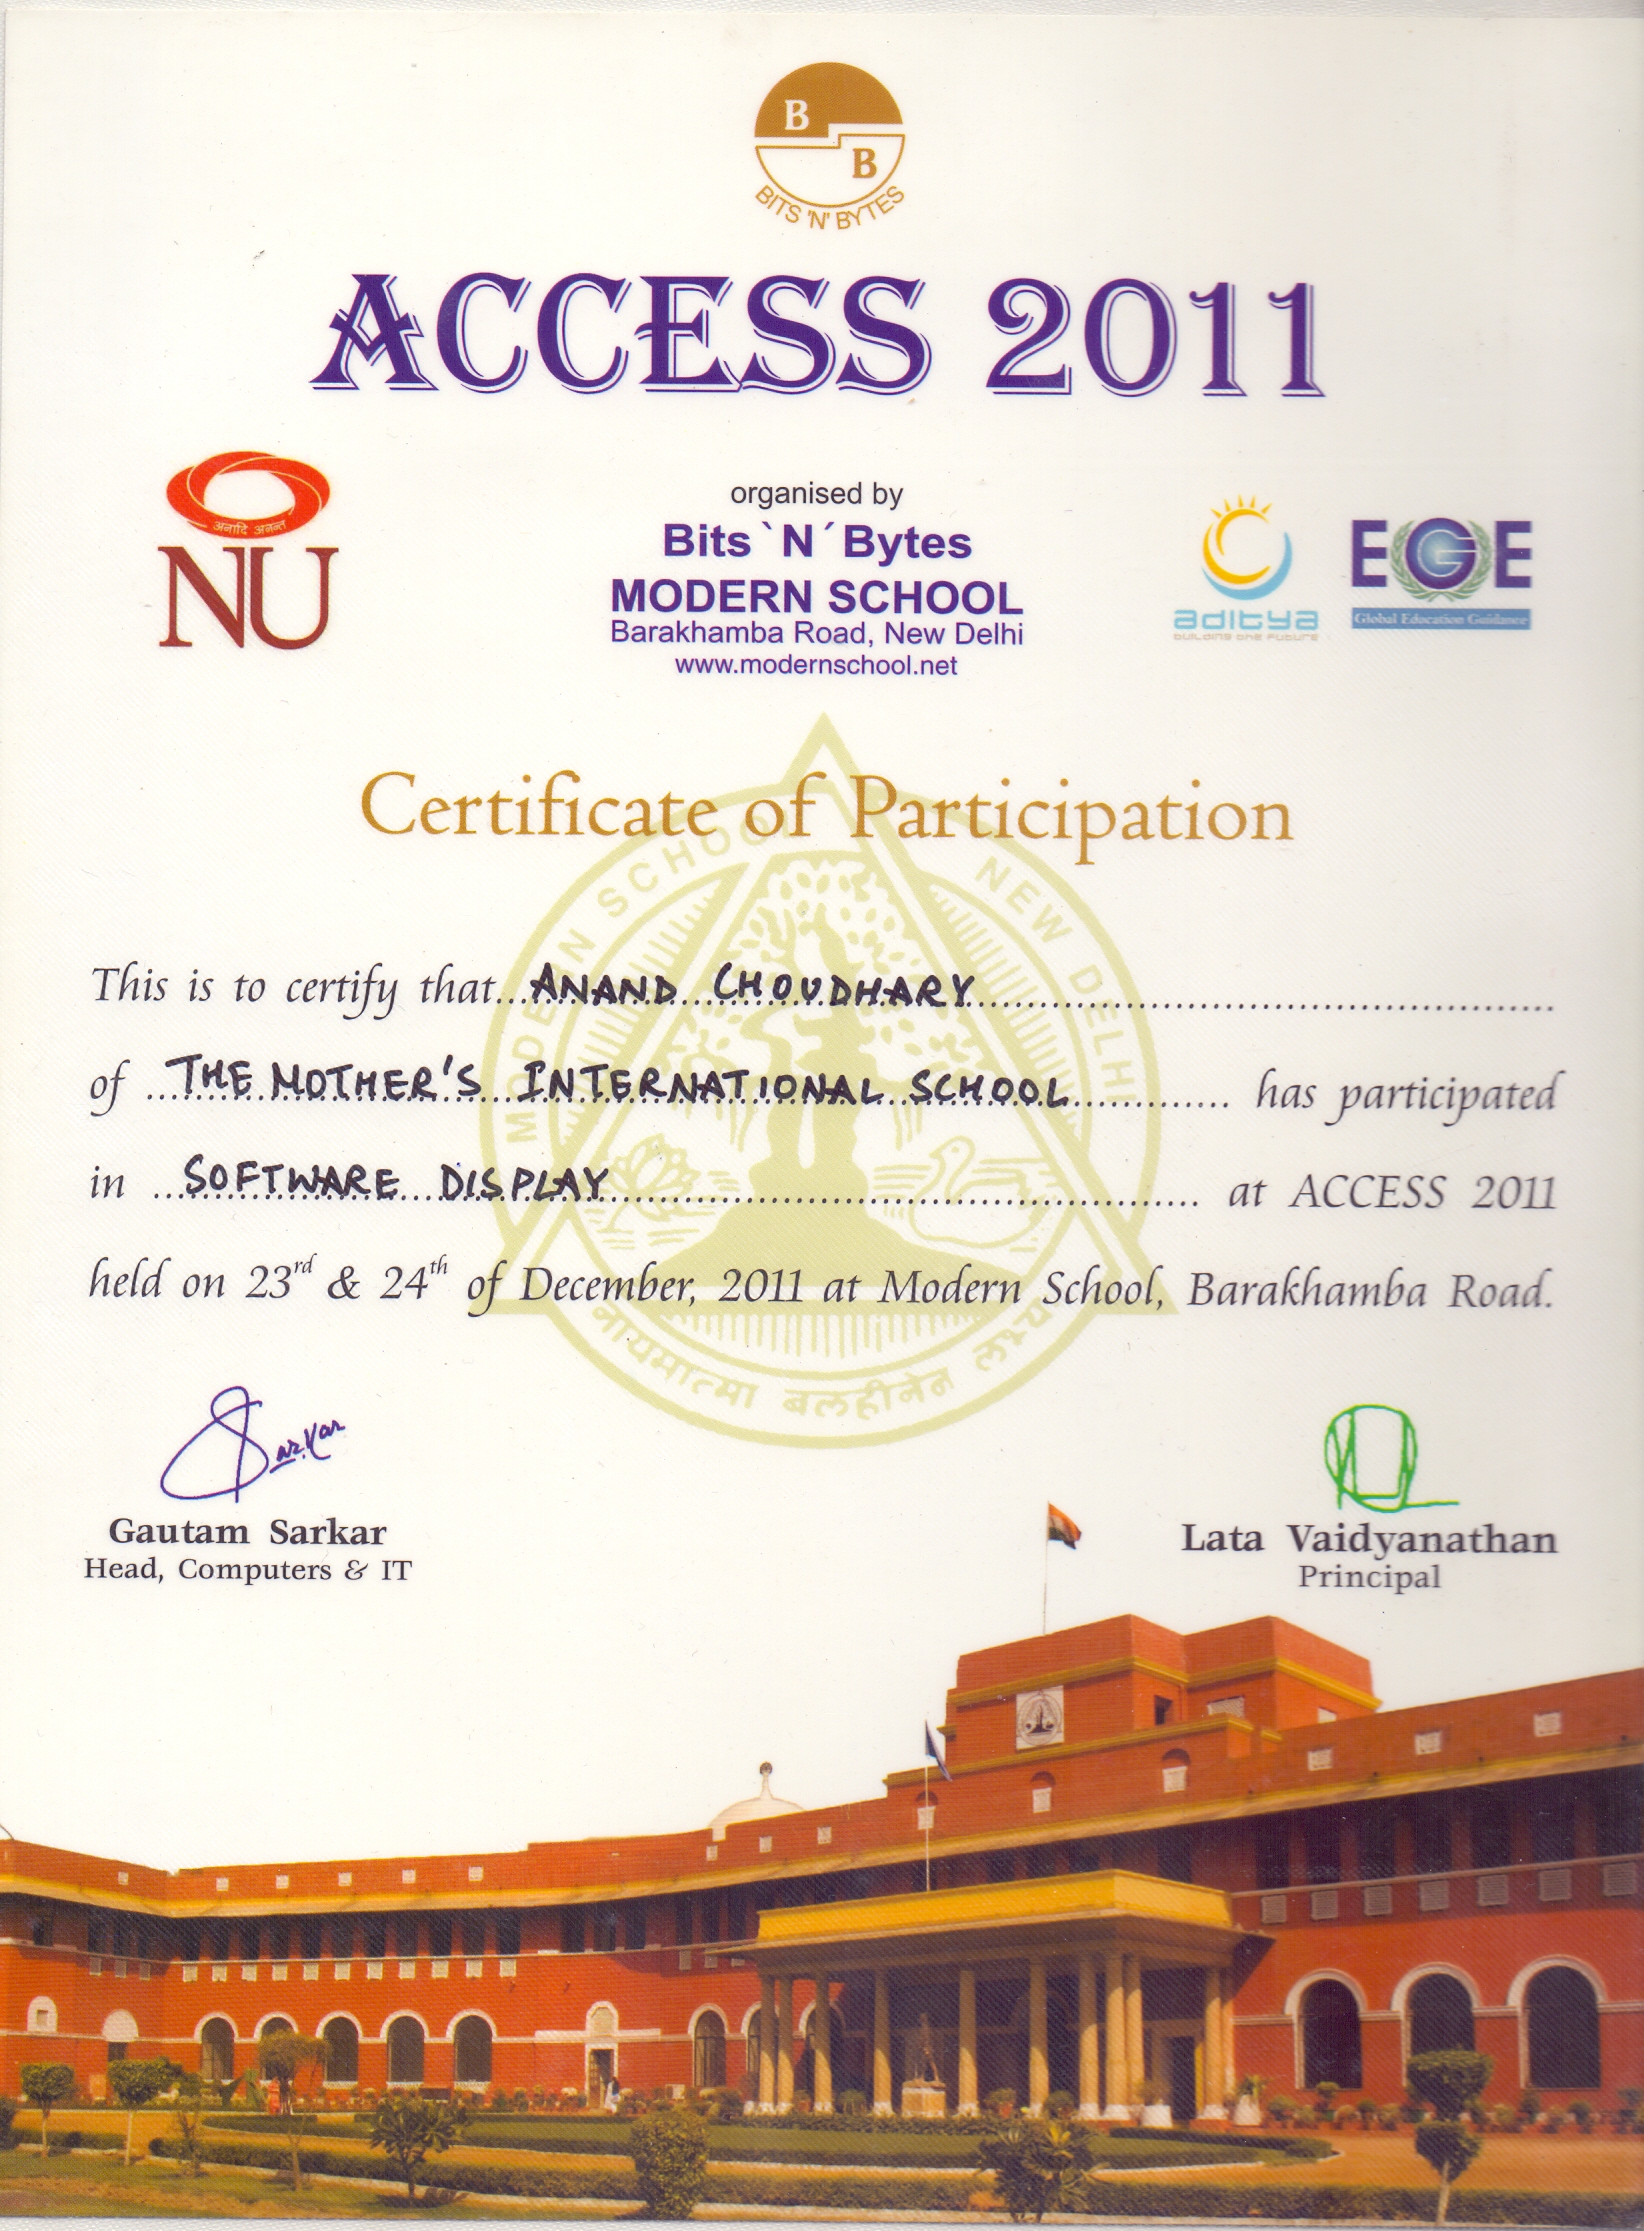 B
B
BITS 'N' BYTES
ACCESS 2011
अनादि अनन्त
NU
organised by
Bits `N´ Bytes
MODERN SCHOOL
Barakhamba Road, New Delhi
www.modernschool.net
aditya
building the future
EGE
Global Education Guidance
Certificate of Participation
MODERN SCHOOL NEW DELHI
This is to certify that ANAND CHOUDHARY
of THE MOTHER'S INTERNATIONAL SCHOOL has participated
in SOFTWARE DISPLAY at ACCESS 2011
held on 23rd & 24th of December, 2011 at Modern School, Barakhamba Road.
नायमात्मा बलहीनेन लभ्यः
Sarkar
Gautam Sarkar
Head, Computers & IT
Lata Vaidyanathan
Principal